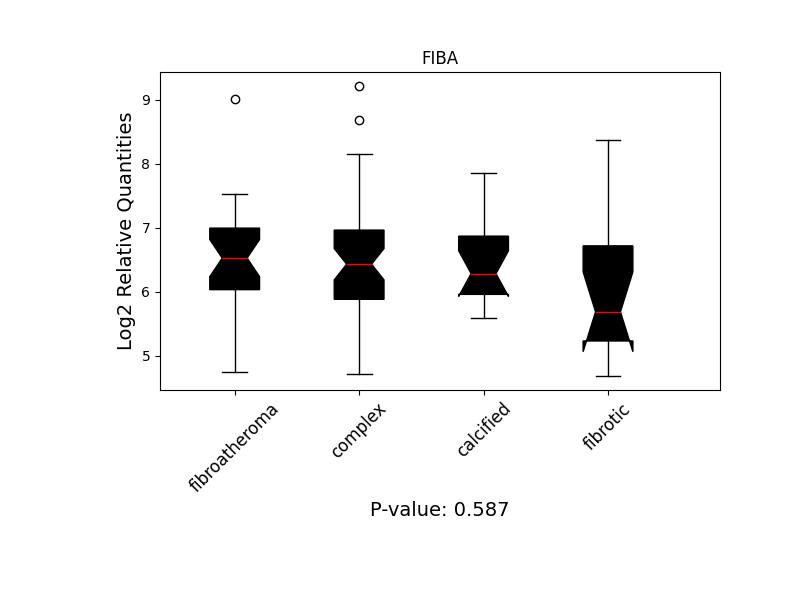 FIBA
Log2 Relative Quantities
9
8
7
6
5
fibroatheroma
complex
calcified
fibrotic
P-value: 0.587